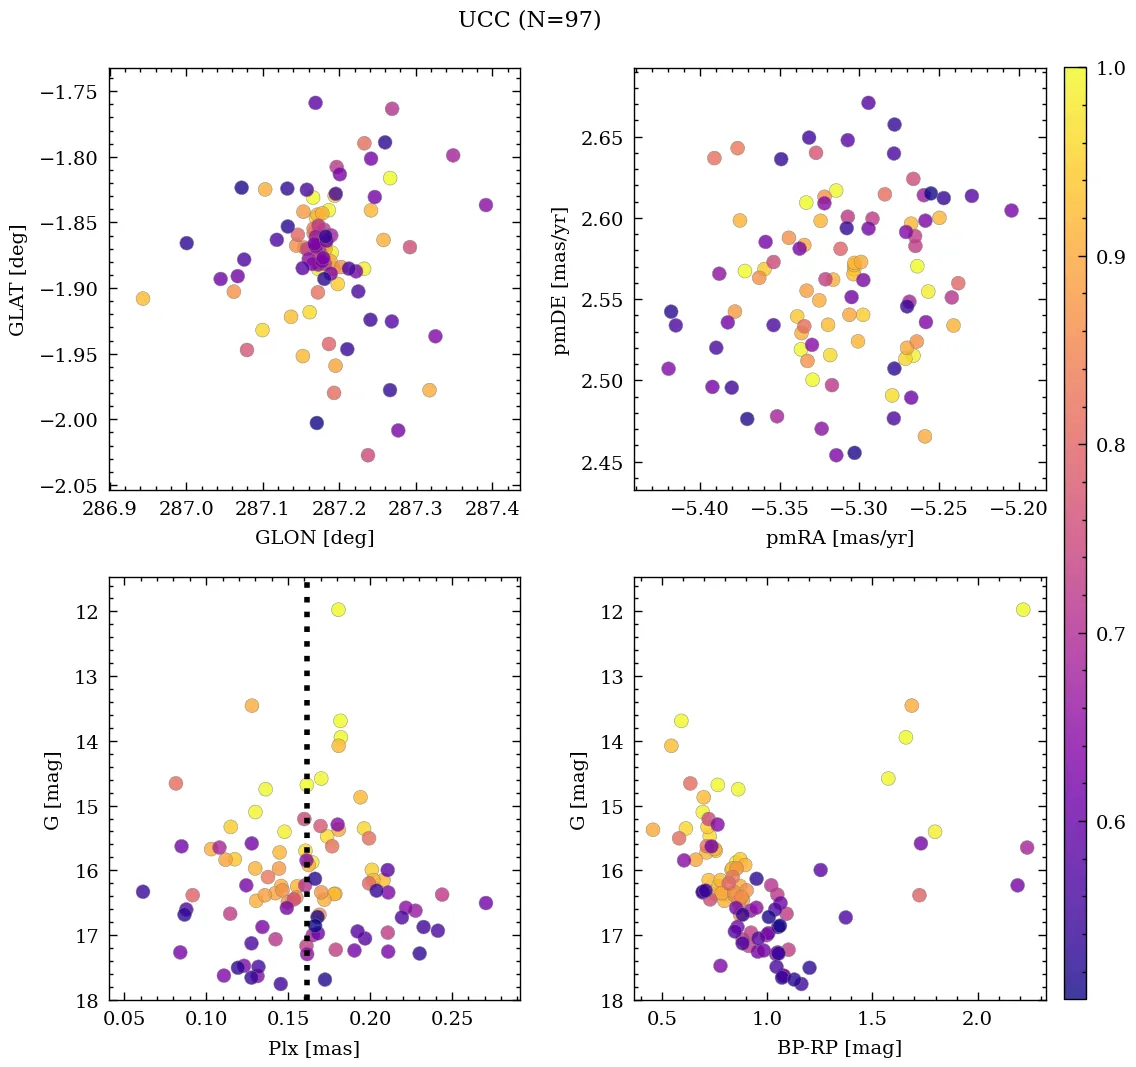 UCC (N=97)
−1.75
−1.80
−1.85
−1.90
−1.95
−2.00
−2.05
GLAT [deg]
286.9 287.0 287.1 287.2 287.3 287.4
GLON [deg]
2.65
2.60
2.55
2.50
2.45
pmDE [mas/yr]
−5.40 −5.35 −5.30 −5.25 −5.20
pmRA [mas/yr]
12
13
14
15
16
17
18
G [mag]
0.05 0.10 0.15 0.20 0.25
Plx [mas]
12
13
14
15
16
17
18
G [mag]
0.5 1.0 1.5 2.0
BP-RP [mag]
1.0
0.9
0.8
0.7
0.6